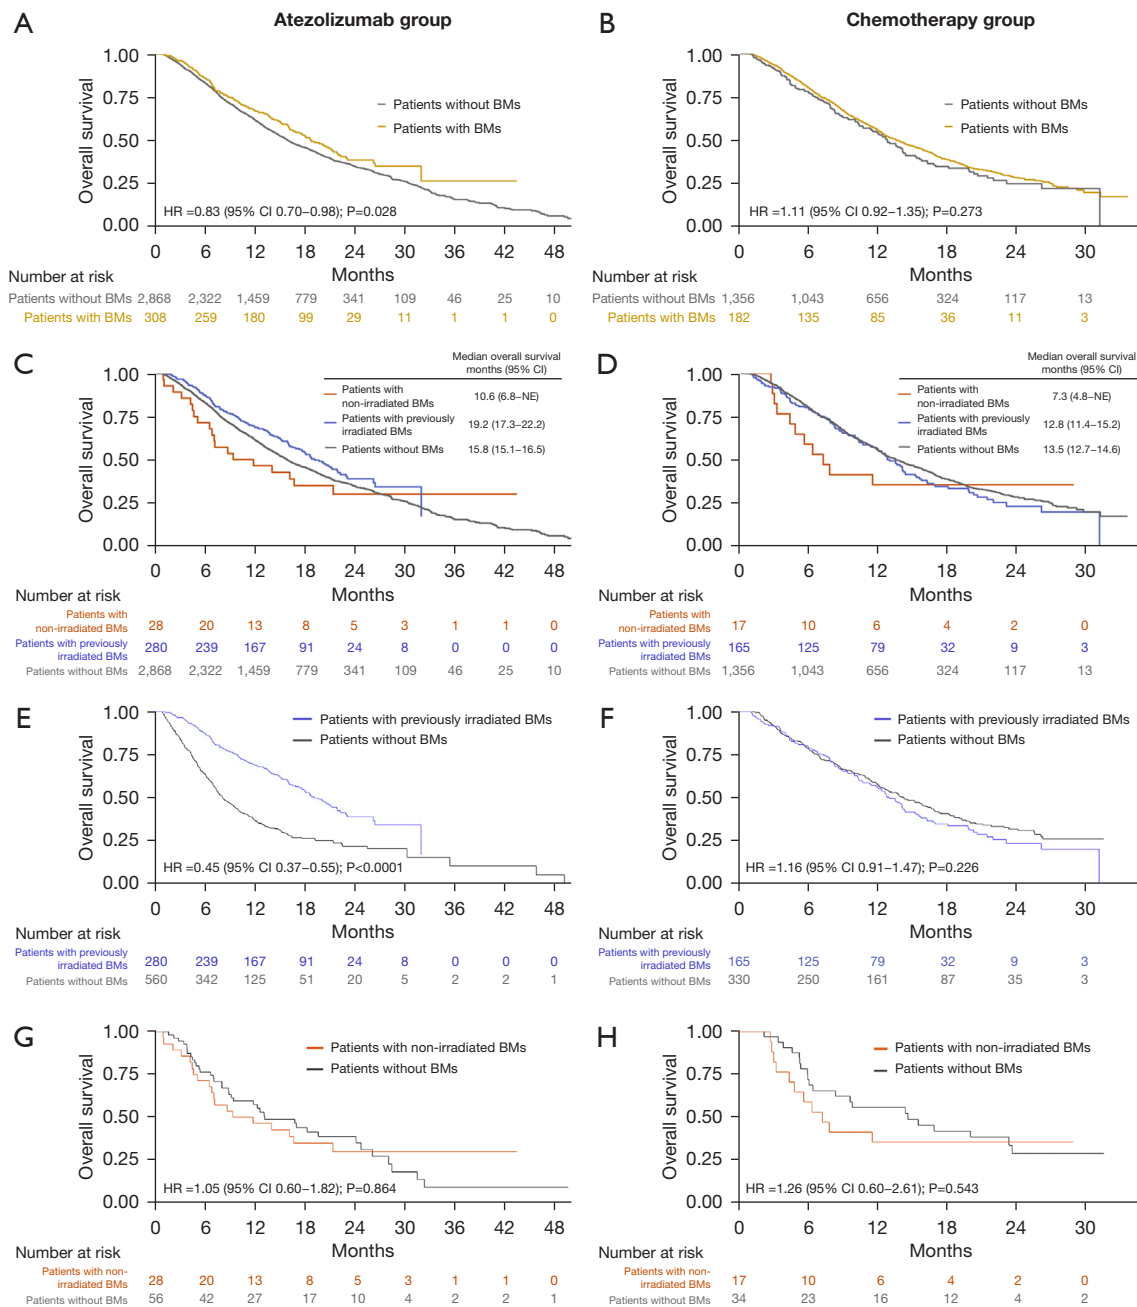 Atezolizumab group
Chemotherapy group
A
1.00
0.75
0.50
0.25
0.00
Overall survival
Patients without BMs
Patients with BMs
HR =0.83 (95% CI 0.70–0.98); P=0.028
0 6 12 18 24 30 36 42 48
Months
Number at risk
Patients without BMs 2,868 2,322 1,459 779 341 109 46 25 10
Patients with BMs 308 259 180 99 29 11 1 1 0
B
1.00
0.75
0.50
0.25
0.00
Overall survival
Patients without BMs
Patients with BMs
HR =1.11 (95% CI 0.92–1.35); P=0.273
0 6 12 18 24 30
Months
Number at risk
Patients without BMs 1,356 1,043 656 324 117 13
Patients with BMs 182 135 85 36 11 3
C
1.00
0.75
0.50
0.25
0.00
Overall survival
Median overall survival
months (95% CI)
Patients with
non-irradiated BMs 10.6 (6.8–NE)
Patients with previously
irradiated BMs 19.2 (17.3–22.2)
Patients without BMs 15.8 (15.1–16.5)
0 6 12 18 24 30 36 42 48
Months
Number at risk
Patients with
non-irradiated BMs 28 20 13 8 5 3 1 1 0
Patients with previously
irradiated BMs 280 239 167 91 24 8 0 0 0
Patients without BMs 2,868 2,322 1,459 779 341 109 46 25 10
D
1.00
0.75
0.50
0.25
0.00
Overall survival
Median overall survival
months (95% CI)
Patients with
non-irradiated BMs 7.3 (4.8–NE)
Patients with previously
irradiated BMs 12.8 (11.4–15.2)
Patients without BMs 13.5 (12.7–14.6)
0 6 12 18 24 30
Months
Number at risk
Patients with
non-irradiated BMs 17 10 6 4 2 0
Patients with previously
irradiated BMs 165 125 79 32 9 3
Patients without BMs 1,356 1,043 656 324 117 13
E
1.00
0.75
0.50
0.25
0.00
Overall survival
Patients with previously irradiated BMs
Patients without BMs
HR =0.45 (95% CI 0.37–0.55); P<0.0001
0 6 12 18 24 30 36 42 48
Months
Number at risk
Patients with previously
irradiated BMs 280 239 167 91 24 8 0 0 0
Patients without BMs 560 342 125 51 20 5 2 2 1
F
1.00
0.75
0.50
0.25
0.00
Overall survival
Patients with previously irradiated BMs
Patients without BMs
HR =1.16 (95% CI 0.91–1.47); P=0.226
0 6 12 18 24 30
Months
Number at risk
Patients with previously
irradiated BMs 165 125 79 32 9 3
Patients without BMs 330 250 161 87 35 3
G
1.00
0.75
0.50
0.25
0.00
Overall survival
Patients with non-irradiated BMs
Patients without BMs
HR =1.05 (95% CI 0.60–1.82); P=0.864
0 6 12 18 24 30 36 42 48
Months
Number at risk
Patients with non-
irradiated BMs 28 20 13 8 5 3 1 1 0
Patients without BMs 56 42 27 17 10 4 2 2 1
H
1.00
0.75
0.50
0.25
0.00
Overall survival
Patients with non-irradiated BMs
Patients without BMs
HR =1.26 (95% CI 0.60–2.61); P=0.543
0 6 12 18 24 30
Months
Number at risk
Patients with non-
irradiated BMs 17 10 6 4 2 0
Patients without BMs 34 23 16 12 4 2